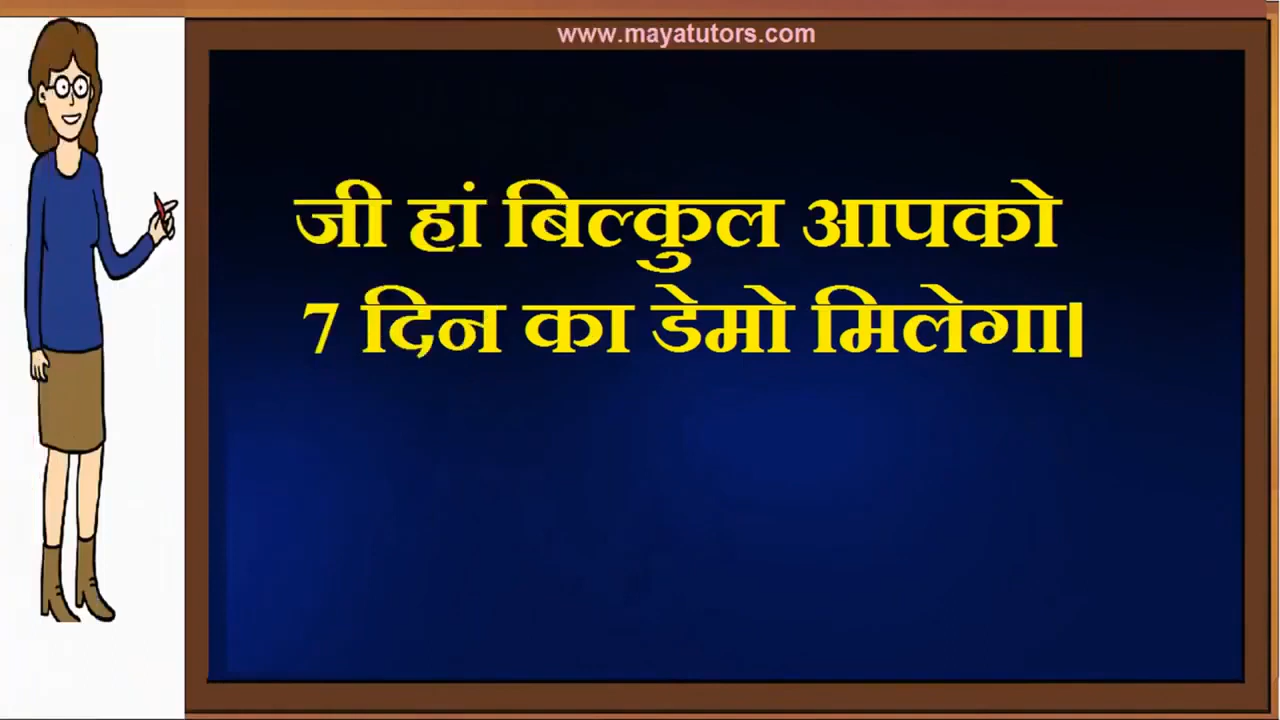 www.mayatutors.com
जी हां बिल्कुल आपको
7 दिन का डेमो मिलेगा।